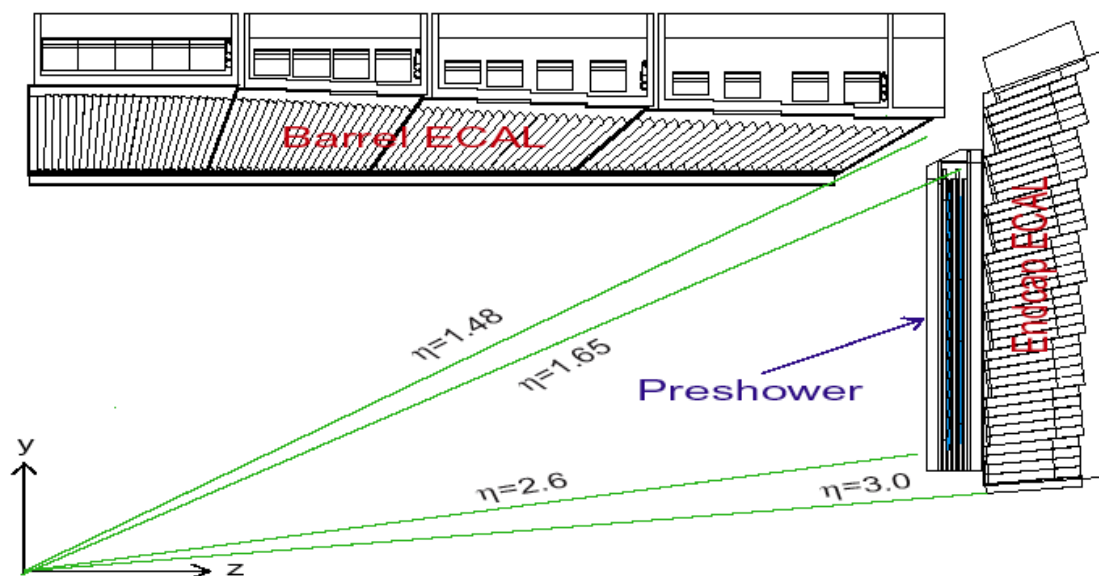 Barrel ECAL
Endcap ECAL
η=1.48
η=1.65
Preshower
y
η=2.6
η=3.0
z